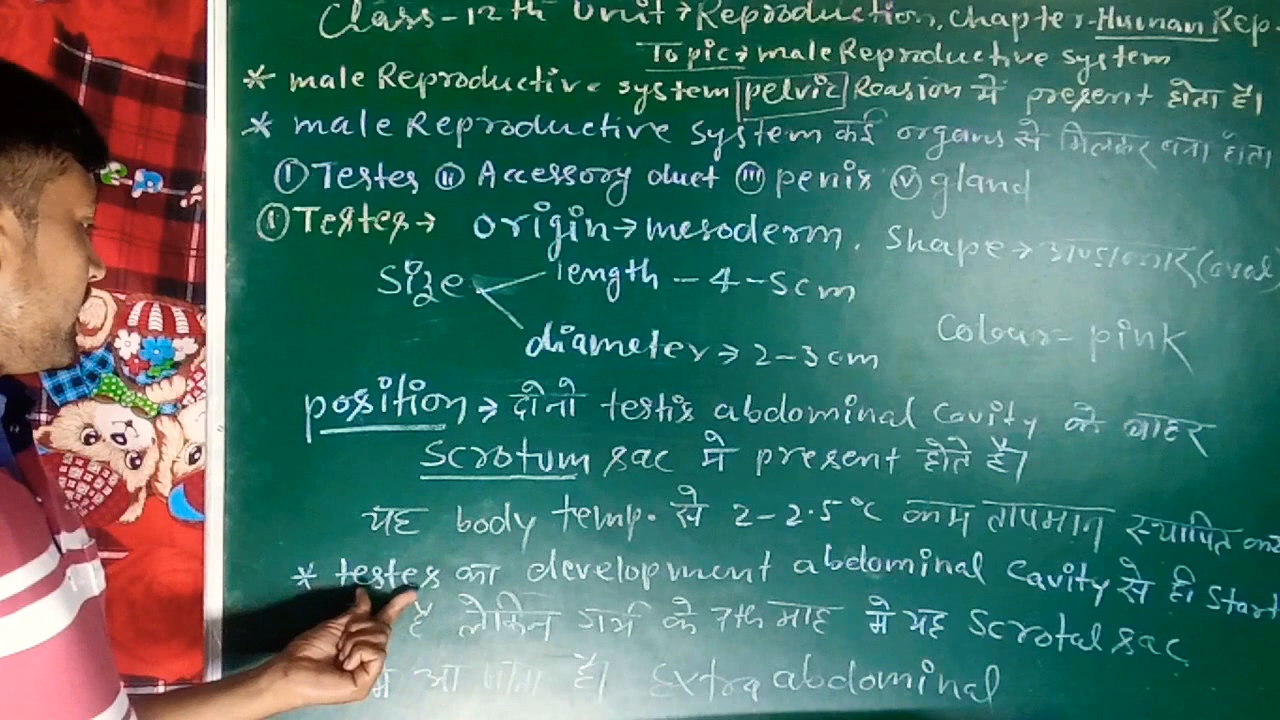 Class - 12th Unit → Reproduction, Chapter - Human Rep.
Topic → male Reproductive system
* male Reproductive system pelvic Reasion में present होता है।
* male Reproductive system कई organs से मिलकर बना होता
① Testes ⑪ Accessory duct ⑪ penis Ⓥ gland
① Testes → origin → mesoderm. Shape → अण्डाकार (oval)
Size length - 4 - 5cm
diameter → 2 - 3 cm Colour = pink
position → दोनो testis abdominal cavity के बाहर
Scrotum sac मे present होते हैं।
यह body temp. से 2 - 2.5°C कम तापमान स्थापित
* testes का development abdominal cavity से ही Start
है लेकिन गर्भ के 7th माह मे यह scrotal sac
आ जाता है। Extra abdominal